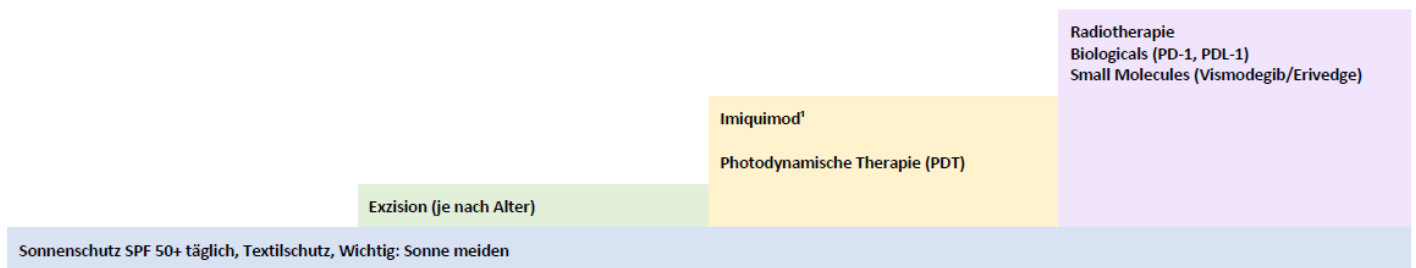 Radiotherapie
Biologicals (PD-1, PDL-1)
Small Molecules (Vismodegib/Erivedge)
Imiquimod¹
Photodynamische Therapie (PDT)
Exzision (je nach Alter)
Sonnenschutz SPF 50+ täglich, Textilschutz, Wichtig: Sonne meiden